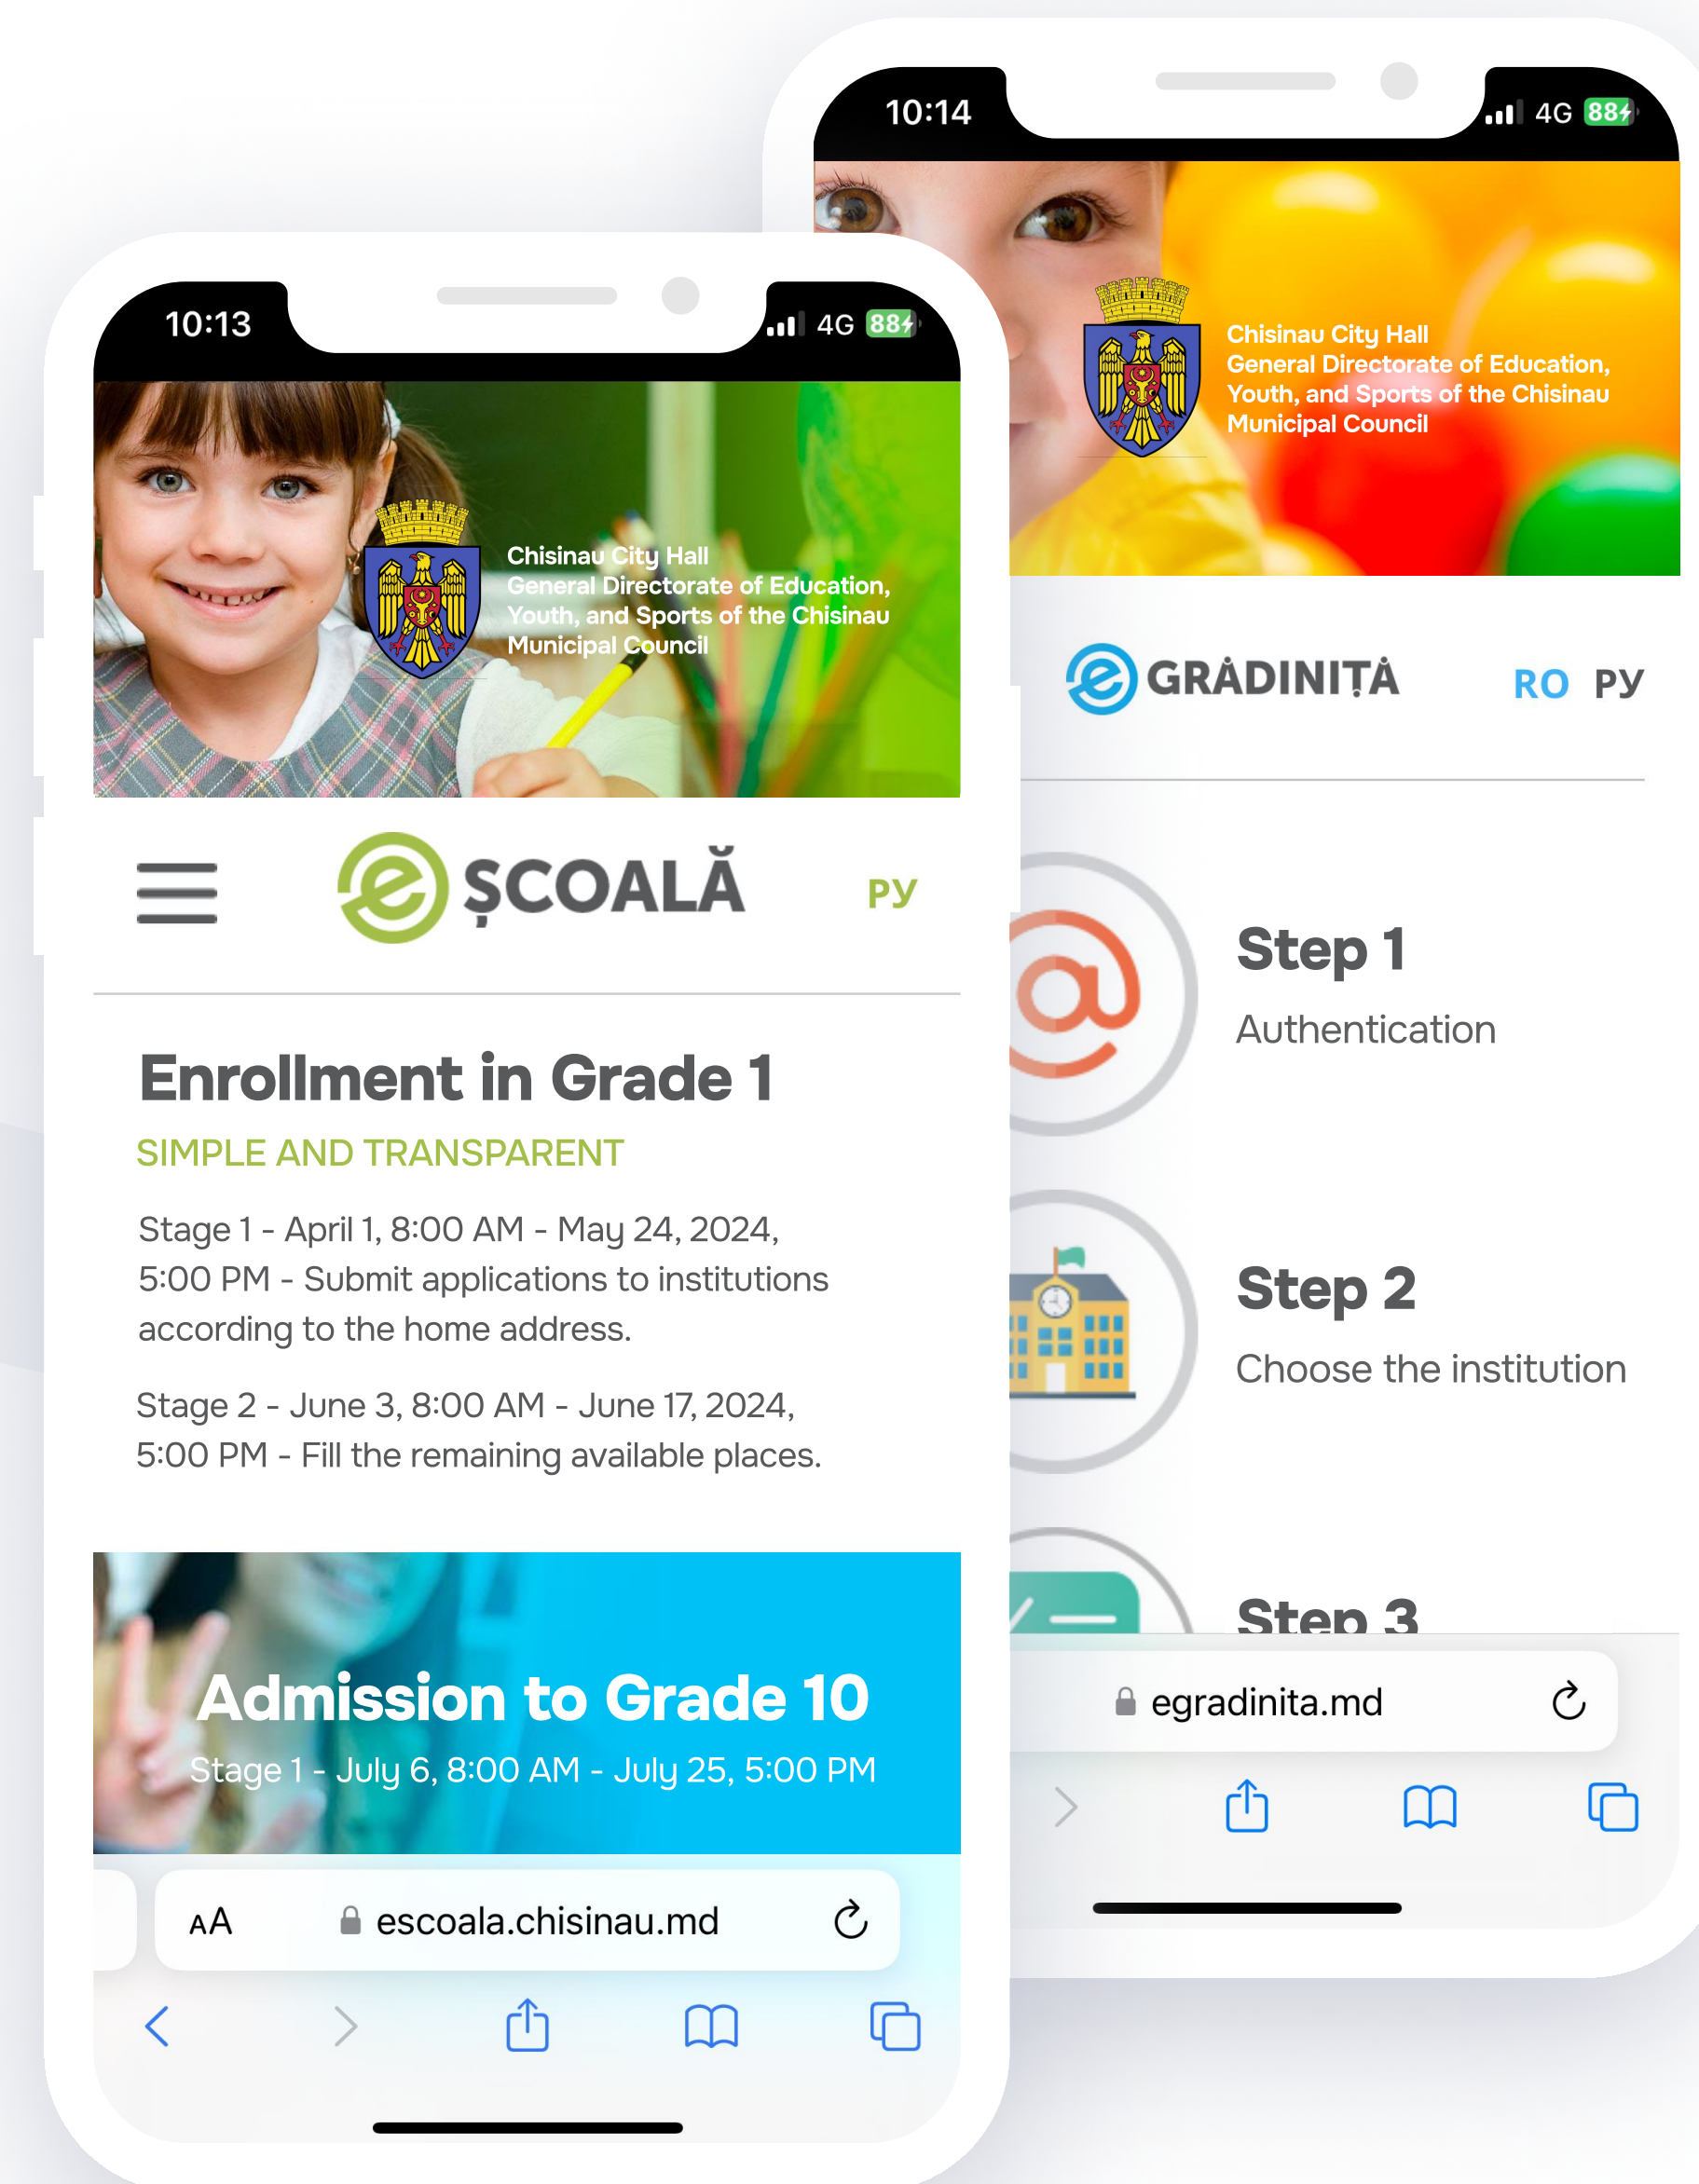 10:13
4G 88
Chisinau City Hall
General Directorate of Education,
Youth, and Sports of the Chisinau
Municipal Council
e ȘCOALĂ
РУ
Enrollment in Grade 1
SIMPLE AND TRANSPARENT
Stage 1 - April 1, 8:00 AM - May 24, 2024,
5:00 PM - Submit applications to institutions
according to the home address.
Stage 2 - June 3, 8:00 AM - June 17, 2024,
5:00 PM - Fill the remaining available places.
Admission to Grade 10
Stage 1 - July 6, 8:00 AM - July 25, 5:00 PM
AA
escoala.chisinau.md
10:14
4G 88
Chisinau City Hall
General Directorate of Education,
Youth, and Sports of the Chisinau
Municipal Council
e GRĂDINIȚĂ
RO РУ
@
Step 1
Authentication
Step 2
Choose the institution
Step 3
egradinita.md